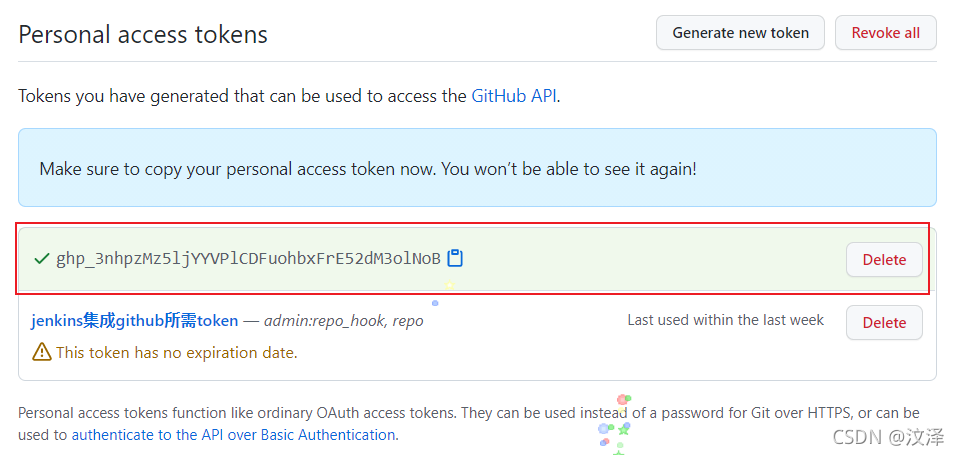 Personal access tokens
Generate new token
Revoke all
Tokens you have generated that can be used to access the GitHub API.
Make sure to copy your personal access token now. You won’t be able to see it again!
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
Delete
jenkins集成github所需token — admin:repo_hook, repo
Last used within the last week
Delete
This token has no expiration date.
Personal access tokens function like ordinary OAuth access tokens. They can be used instead of a password for Git over HTTPS, or can be
used to authenticate to the API over Basic Authentication.
CSDN @汶泽